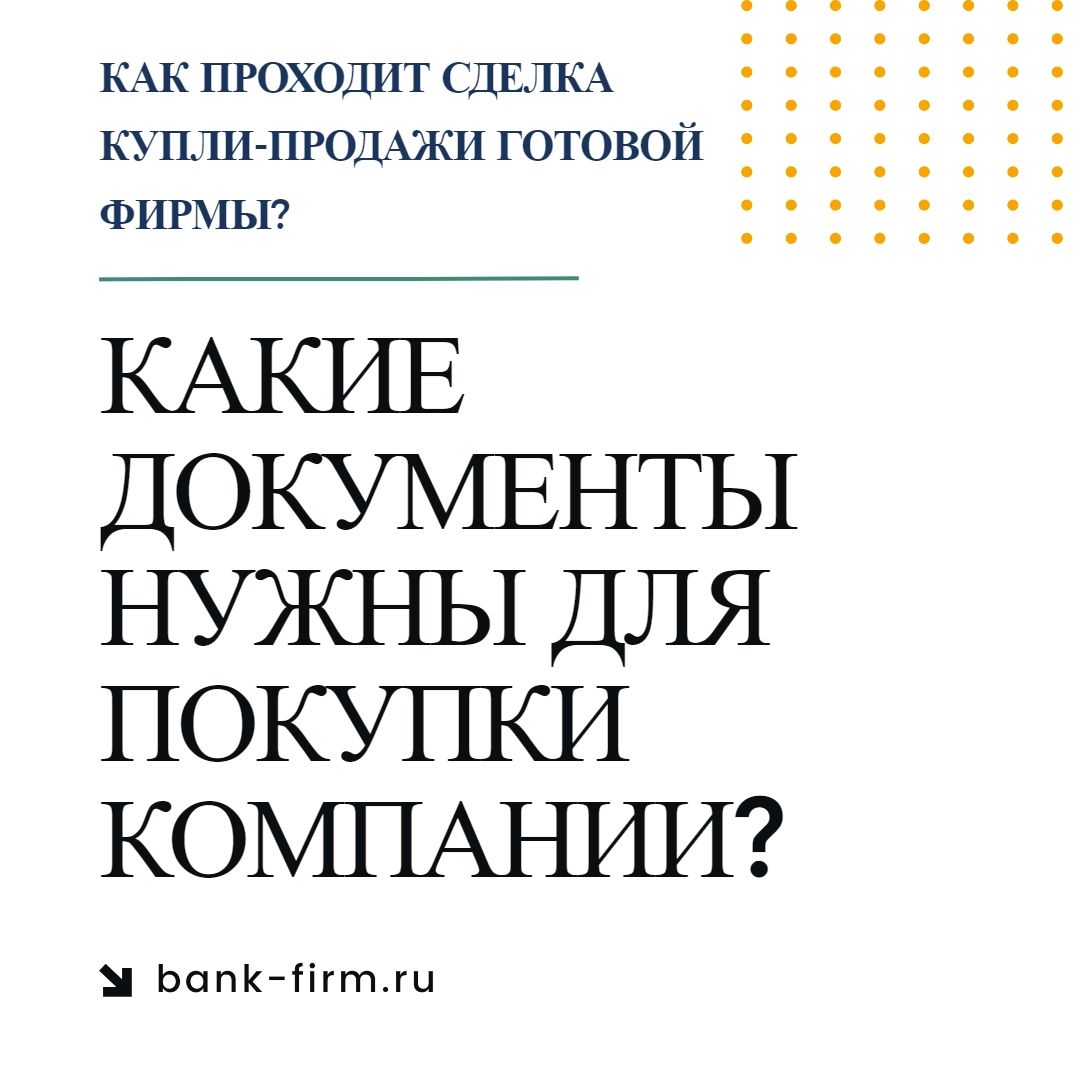 КАК ПРОХОДИТ СДЕЛКА
КУПЛИ-ПРОДАЖИ ГОТОВОЙ
ФИРМЫ?
КАКИЕ
ДОКУМЕНТЫ
НУЖНЫ ДЛЯ
ПОКУПКИ
КОМПАНИИ?
bank-firm.ru